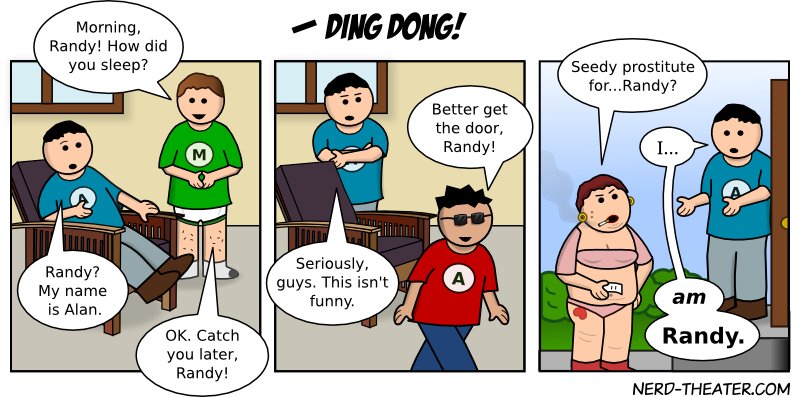 Morning,
Randy! How did
you sleep?
M
A
Randy?
My name
is Alan.
OK. Catch
you later,
Randy!
— DING DONG!
Better get
the door,
Randy!
Seriously,
guys. This isn't
funny.
A
Seedy prostitute
for...Randy?
I...
A
am
Randy.
NERD-THEATER.COM